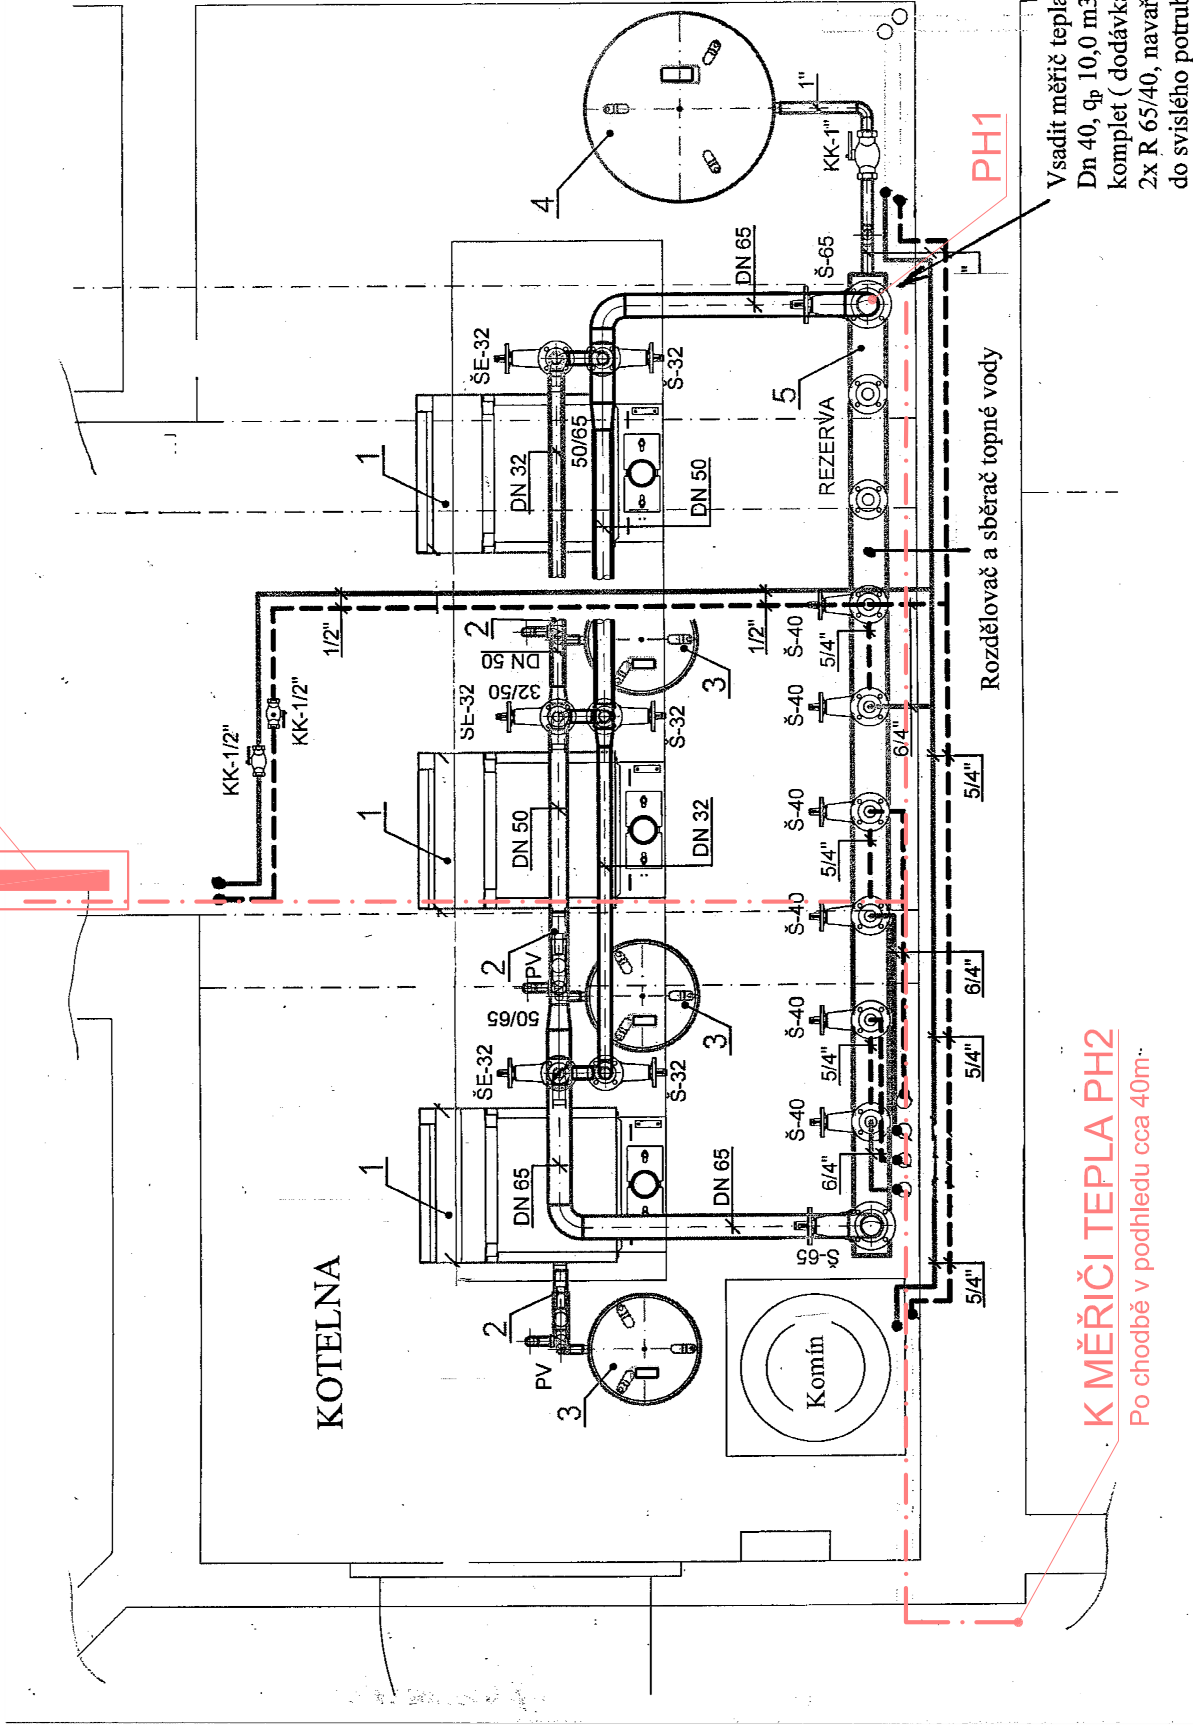 KOTELNA
Komín
K MĚŘIČI TEPLA PH2
Po chodbě v podhledu cca 40m
PH1
Vsadit měřič tepla
Dn 40, qp 10,0 m3
komplet ( dodávk
2x R 65/40, navař
do svislého potrub
Rozdělovač a sběrač topné vody
REZERVA
1
1
1
2
2
2
3
3
3
4
5
PV
PV
DN 65
DN 65
DN 65
DN 50
DN 50
DN 50
DN 32
DN 32
50/65
50/65
32/50
ŠE-32
ŠE-32
ŠE-32
Š-32
Š-32
Š-32
Š-65
Š-65
Š-40
Š-40
Š-40
Š-40
Š-40
Š-40
KK-1/2"
KK-1/2"
KK-1"
1"
1/2"
1/2"
5/4"
5/4"
5/4"
5/4"
5/4"
5/4"
6/4"
6/4"
6/4"